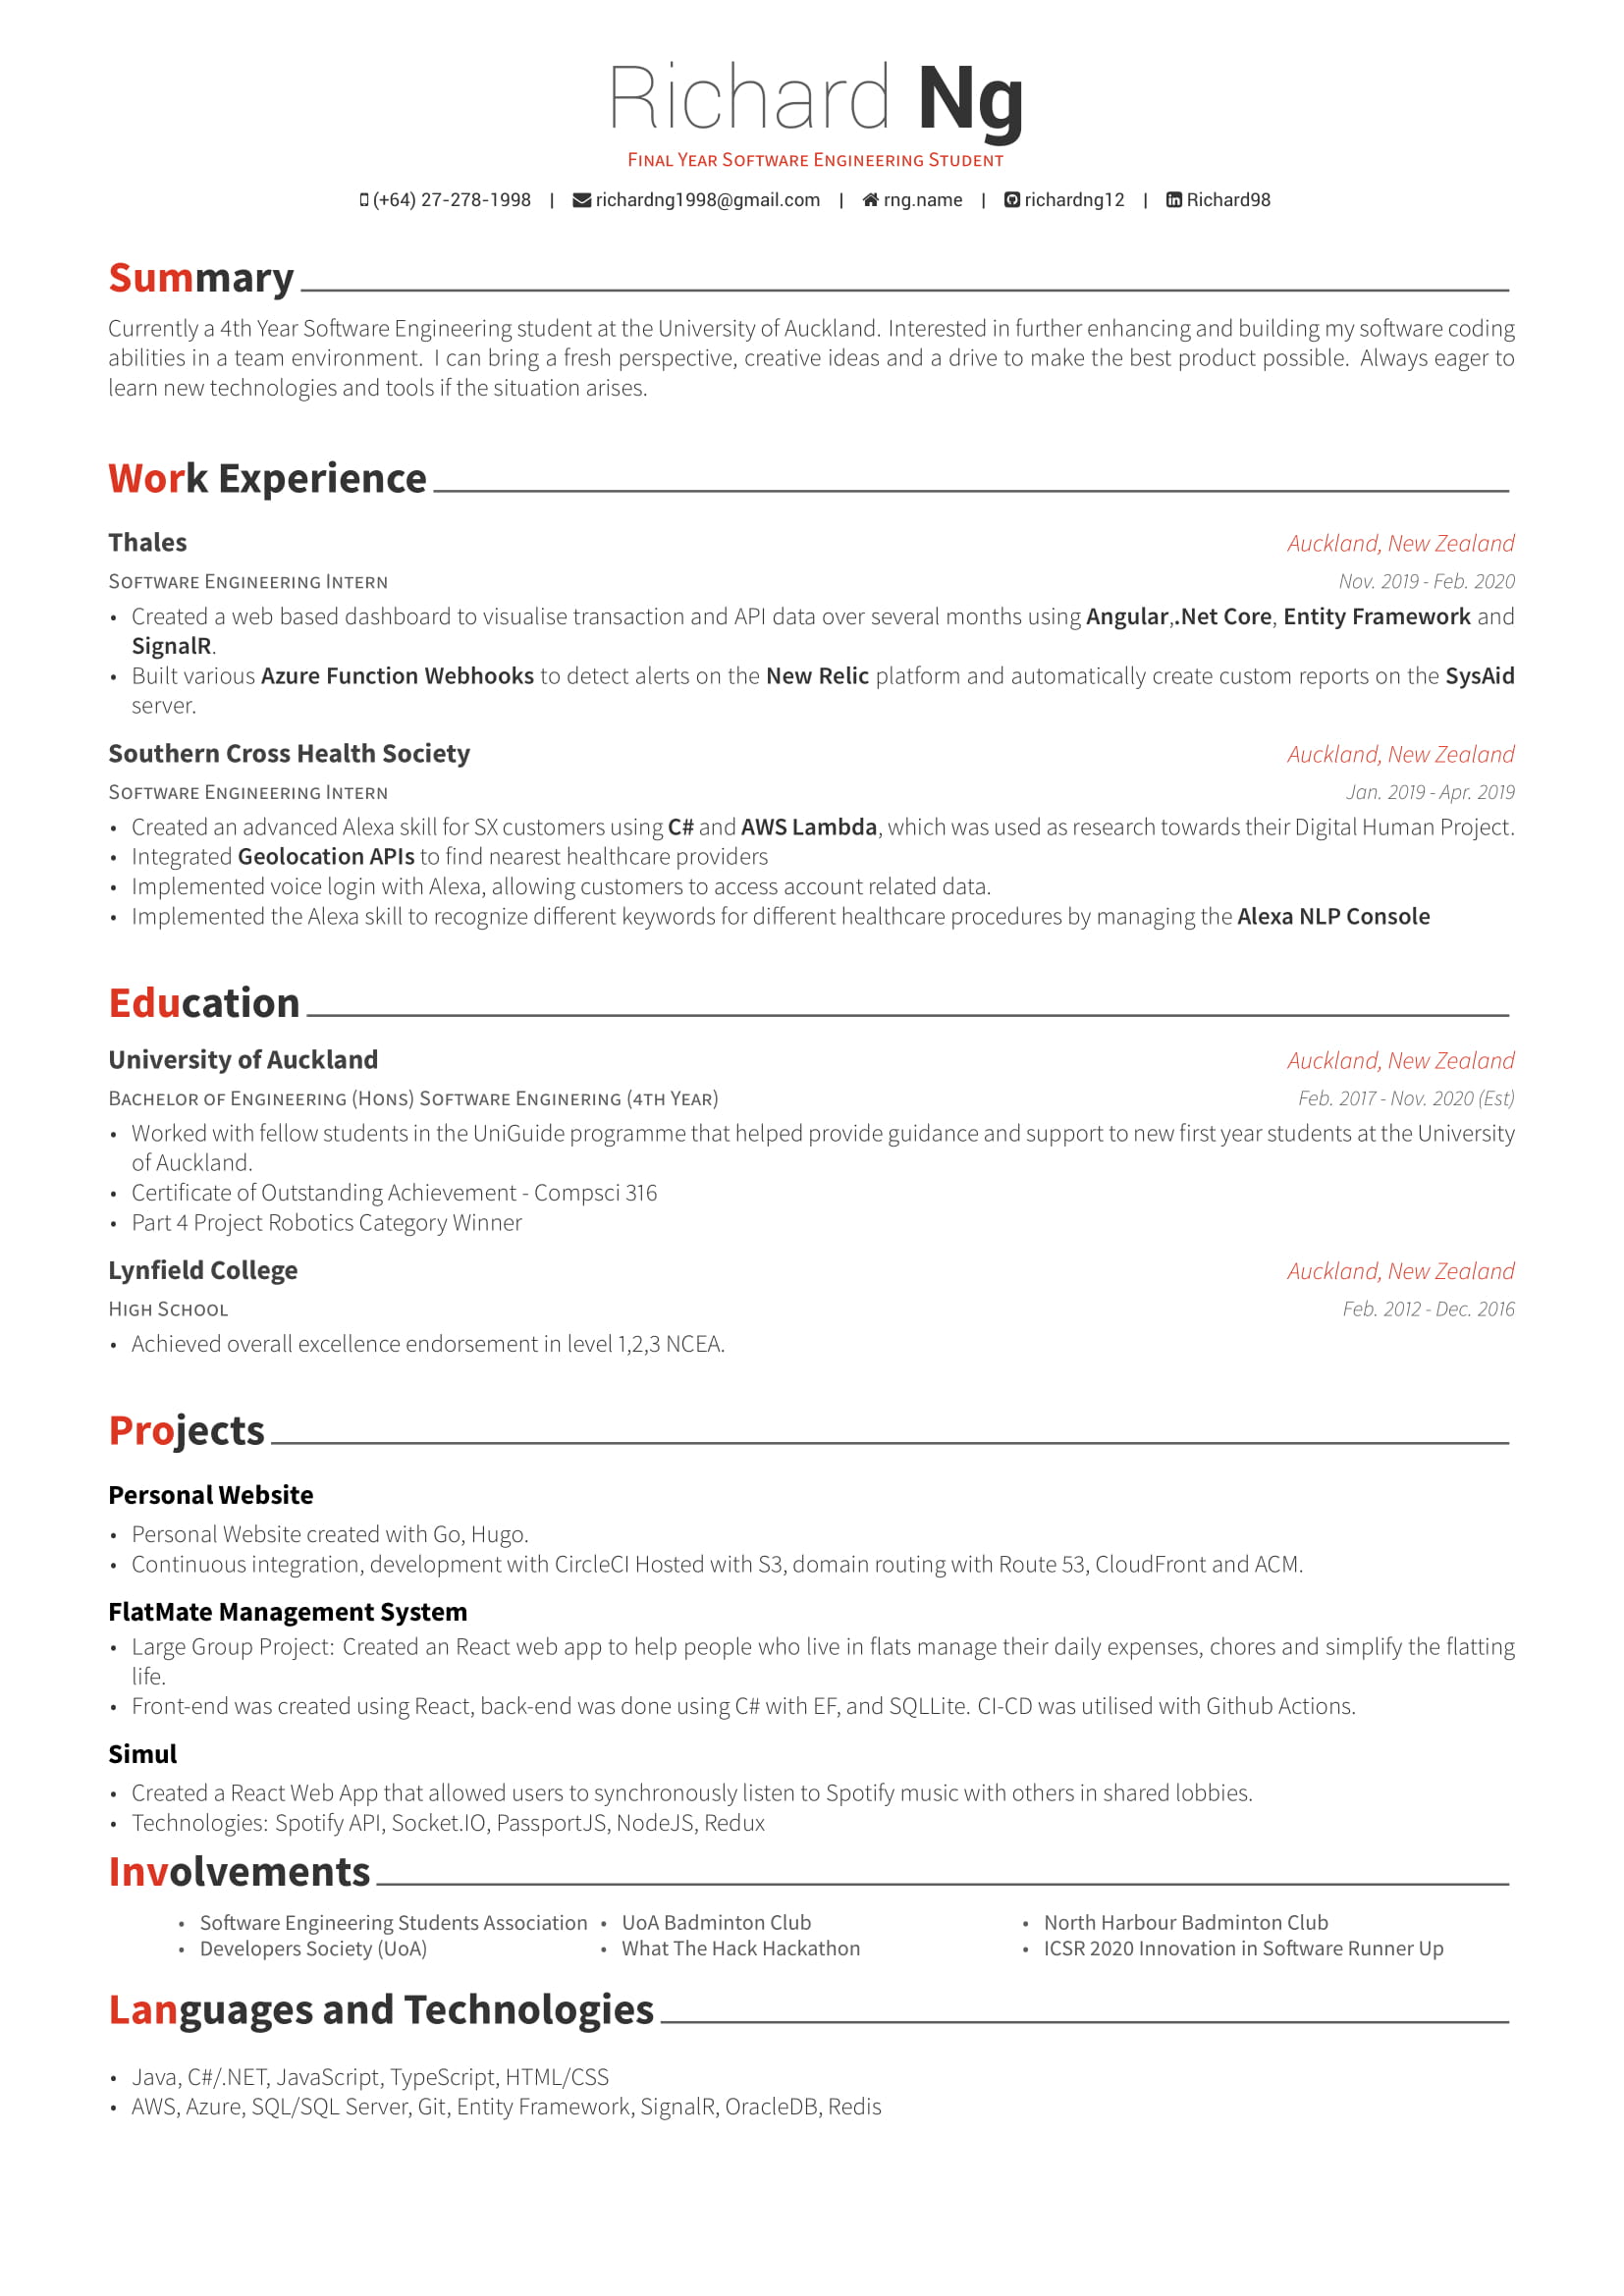 Richard Ng
Final Year Software Engineering Student
(+64) 27-278-1998 | richardng1998@gmail.com | rng.name | richardng12 | Richard98
Summary
Currently a 4th Year Software Engineering student at the University of Auckland. Interested in further enhancing and building my software coding
abilities in a team environment. I can bring a fresh perspective, creative ideas and a drive to make the best product possible. Always eager to
learn new technologies and tools if the situation arises.
Work Experience
Thales Auckland, New Zealand
Software Engineering Intern Nov. 2019 - Feb. 2020
• Created a web based dashboard to visualise transaction and API data over several months using Angular,.Net Core, Entity Framework and
SignalR.
• Built various Azure Function Webhooks to detect alerts on the New Relic platform and automatically create custom reports on the SysAid
server.
Southern Cross Health Society Auckland, New Zealand
Software Engineering Intern Jan. 2019 - Apr. 2019
• Created an advanced Alexa skill for SX customers using C# and AWS Lambda, which was used as research towards their Digital Human Project.
• Integrated Geolocation APIs to find nearest healthcare providers
• Implemented voice login with Alexa, allowing customers to access account related data.
• Implemented the Alexa skill to recognize different keywords for different healthcare procedures by managing the Alexa NLP Console
Education
University of Auckland Auckland, New Zealand
Bachelor of Engineering (Hons) Software Enginering (4th Year) Feb. 2017 - Nov. 2020 (Est)
• Worked with fellow students in the UniGuide programme that helped provide guidance and support to new first year students at the University
of Auckland.
• Certificate of Outstanding Achievement - Compsci 316
• Part 4 Project Robotics Category Winner
Lynfield College Auckland, New Zealand
High School Feb. 2012 - Dec. 2016
• Achieved overall excellence endorsement in level 1,2,3 NCEA.
Projects
Personal Website
• Personal Website created with Go, Hugo.
• Continuous integration, development with CircleCI Hosted with S3, domain routing with Route 53, CloudFront and ACM.
FlatMate Management System
• Large Group Project: Created an React web app to help people who live in flats manage their daily expenses, chores and simplify the flatting
life.
• Front-end was created using React, back-end was done using C# with EF, and SQLLite. CI-CD was utilised with Github Actions.
Simul
• Created a React Web App that allowed users to synchronously listen to Spotify music with others in shared lobbies.
• Technologies: Spotify API, Socket.IO, PassportJS, NodeJS, Redux
Involvements
• Software Engineering Students Association • UoA Badminton Club • North Harbour Badminton Club
• Developers Society (UoA) • What The Hack Hackathon • ICSR 2020 Innovation in Software Runner Up
Languages and Technologies
• Java, C#/.NET, JavaScript, TypeScript, HTML/CSS
• AWS, Azure, SQL/SQL Server, Git, Entity Framework, SignalR, OracleDB, Redis